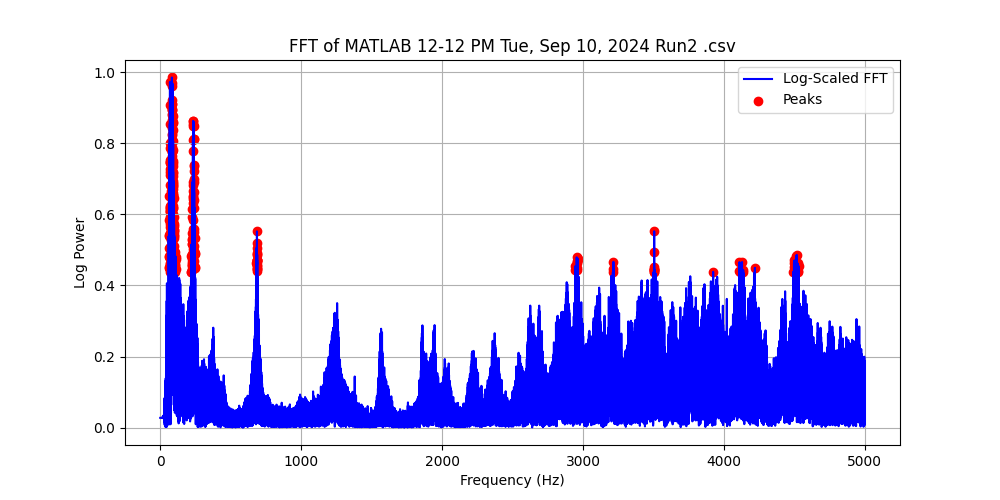 FFT of MATLAB 12-12 PM Tue, Sep 10, 2024 Run2 .csv
Log-Scaled FFT
Peaks
Log Power
1.0
0.8
0.6
0.4
0.2
0.0
0 1000 2000 3000 4000 5000
Frequency (Hz)